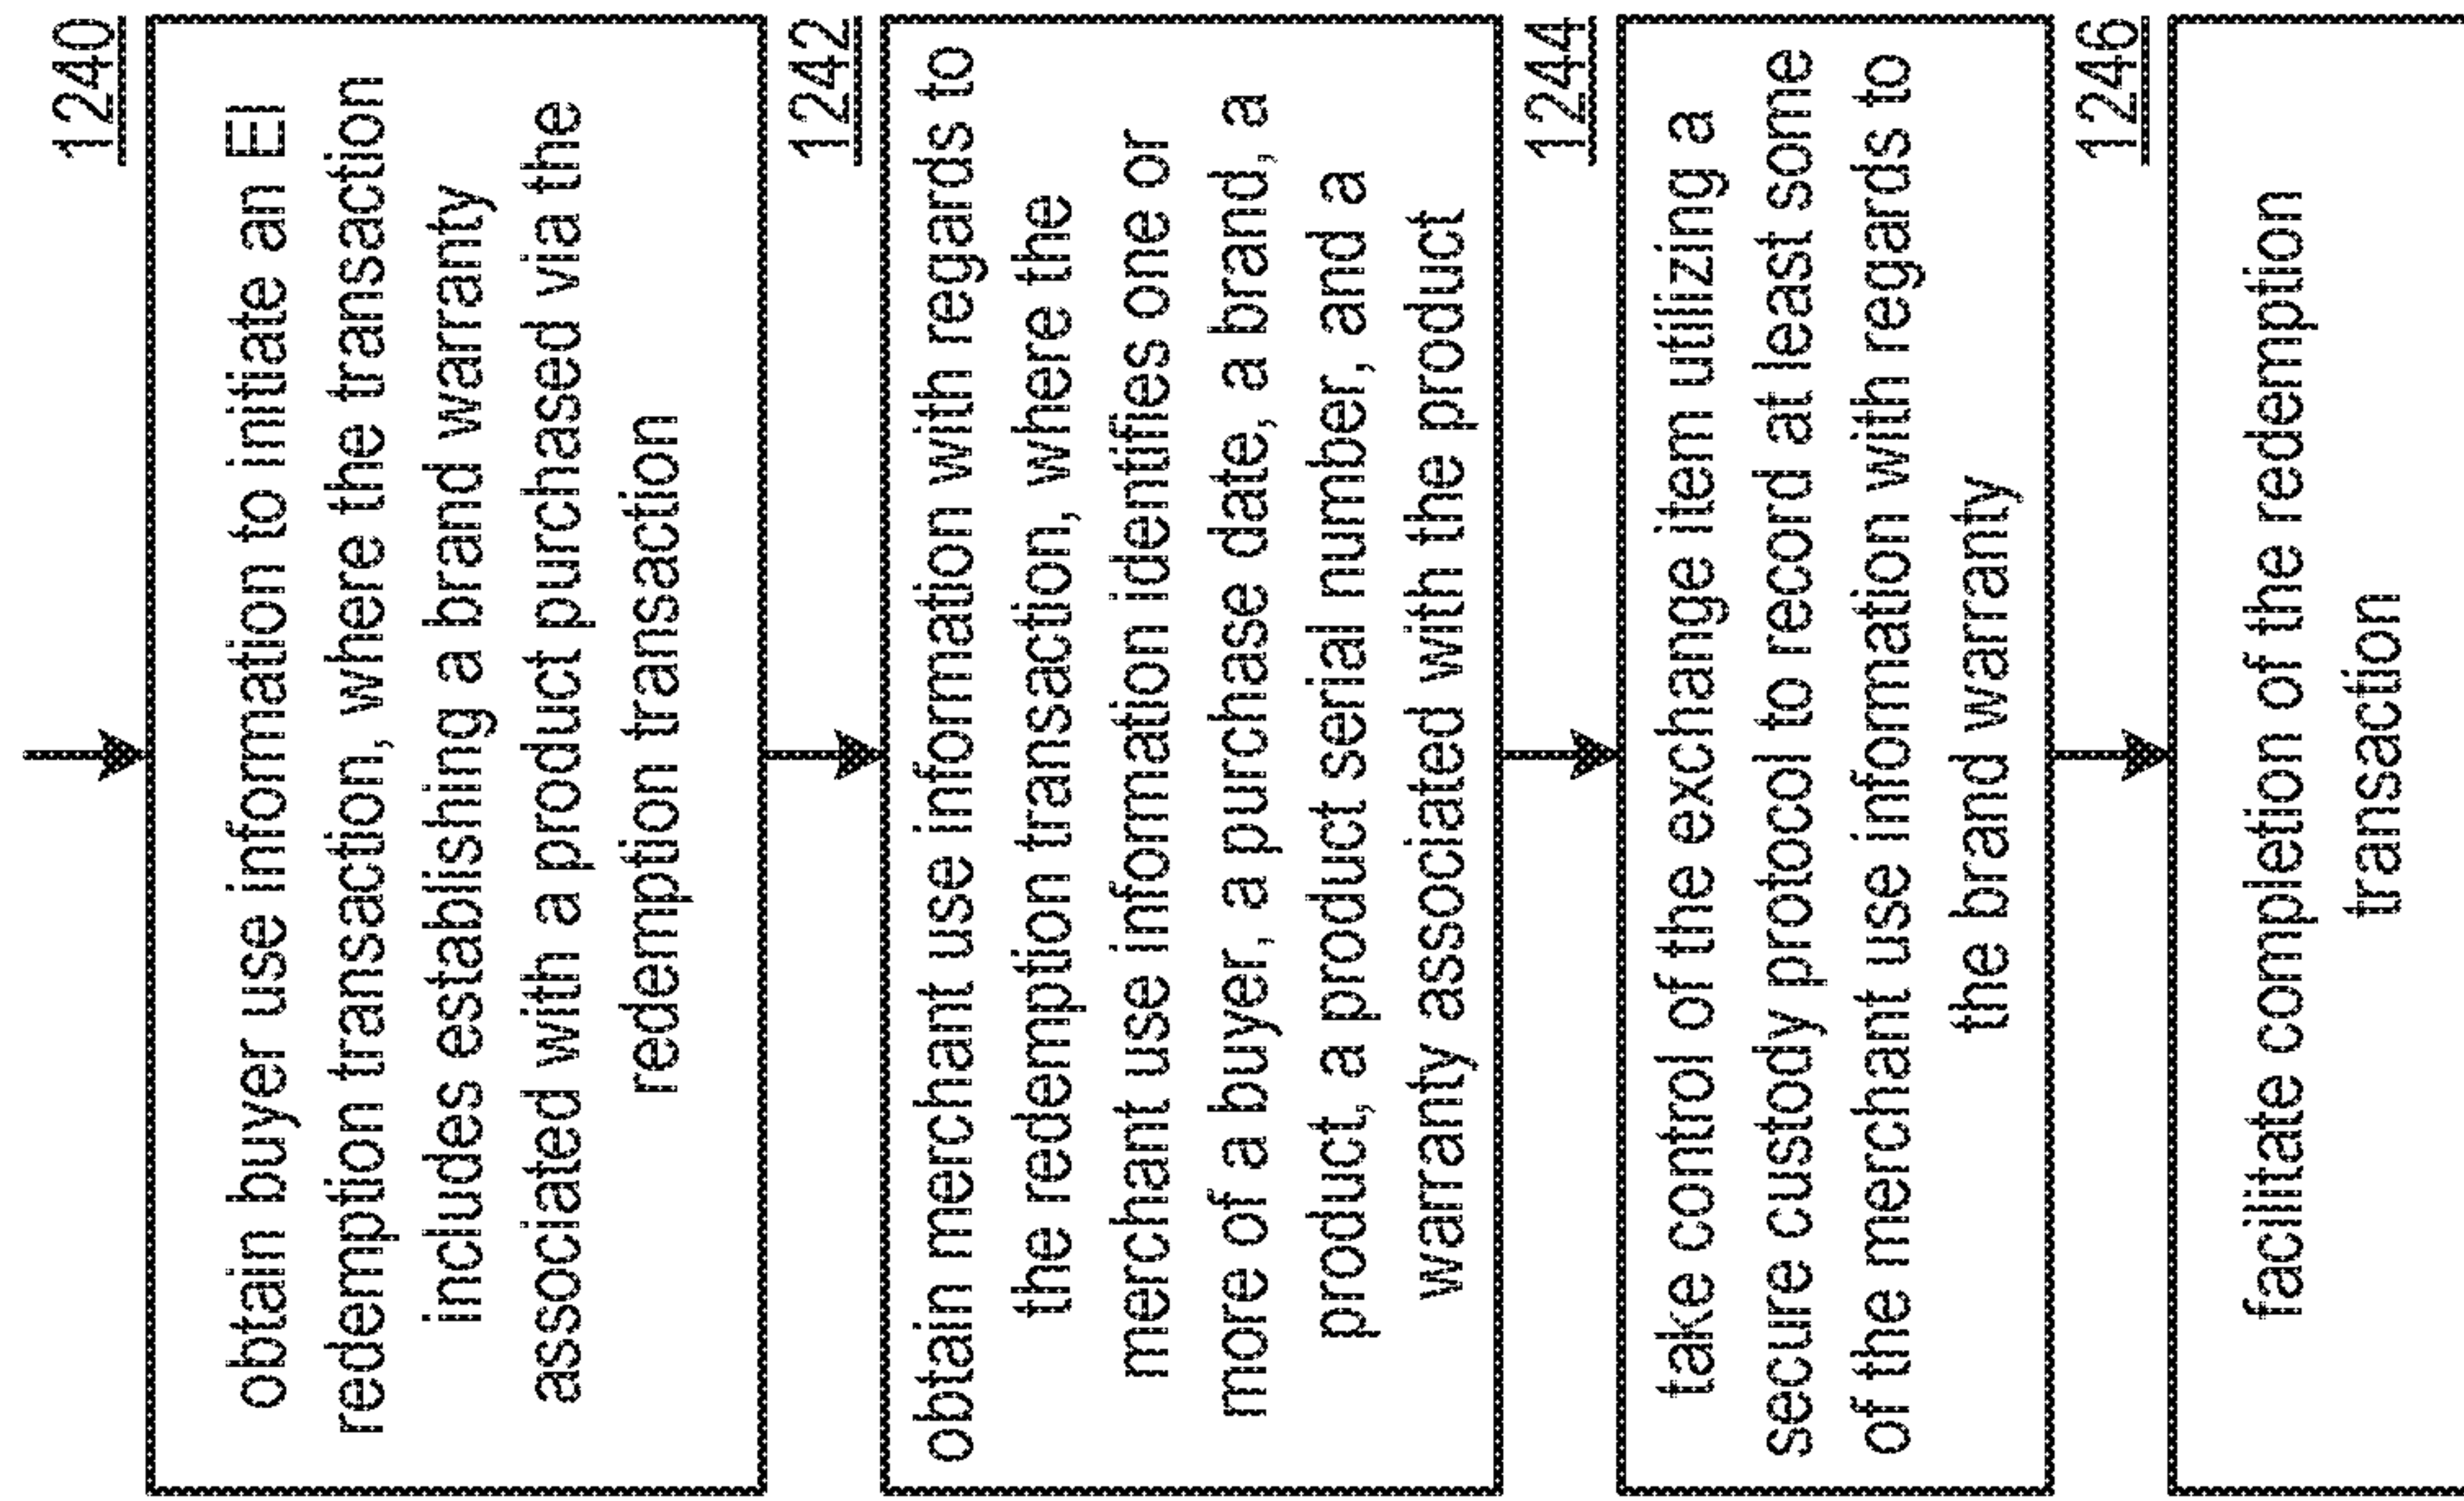 1240
obtain buyer use information to initiate an EI
redemption transaction, where the transaction
includes establishing a brand warranty
associated with a product purchased via the
redemption transaction
1242
obtain merchant use information with regards to
the redemption transaction, where the
merchant use information identifies one or
more of a buyer, a purchase date, a brand, a
product, a product serial number, and a
warranty associated with the product
1244
take control of the exchange item utilizing a
secure custody protocol to record at least some
of the merchant use information with regards to
the brand warranty
1246
facilitate completion of the redemption
transaction